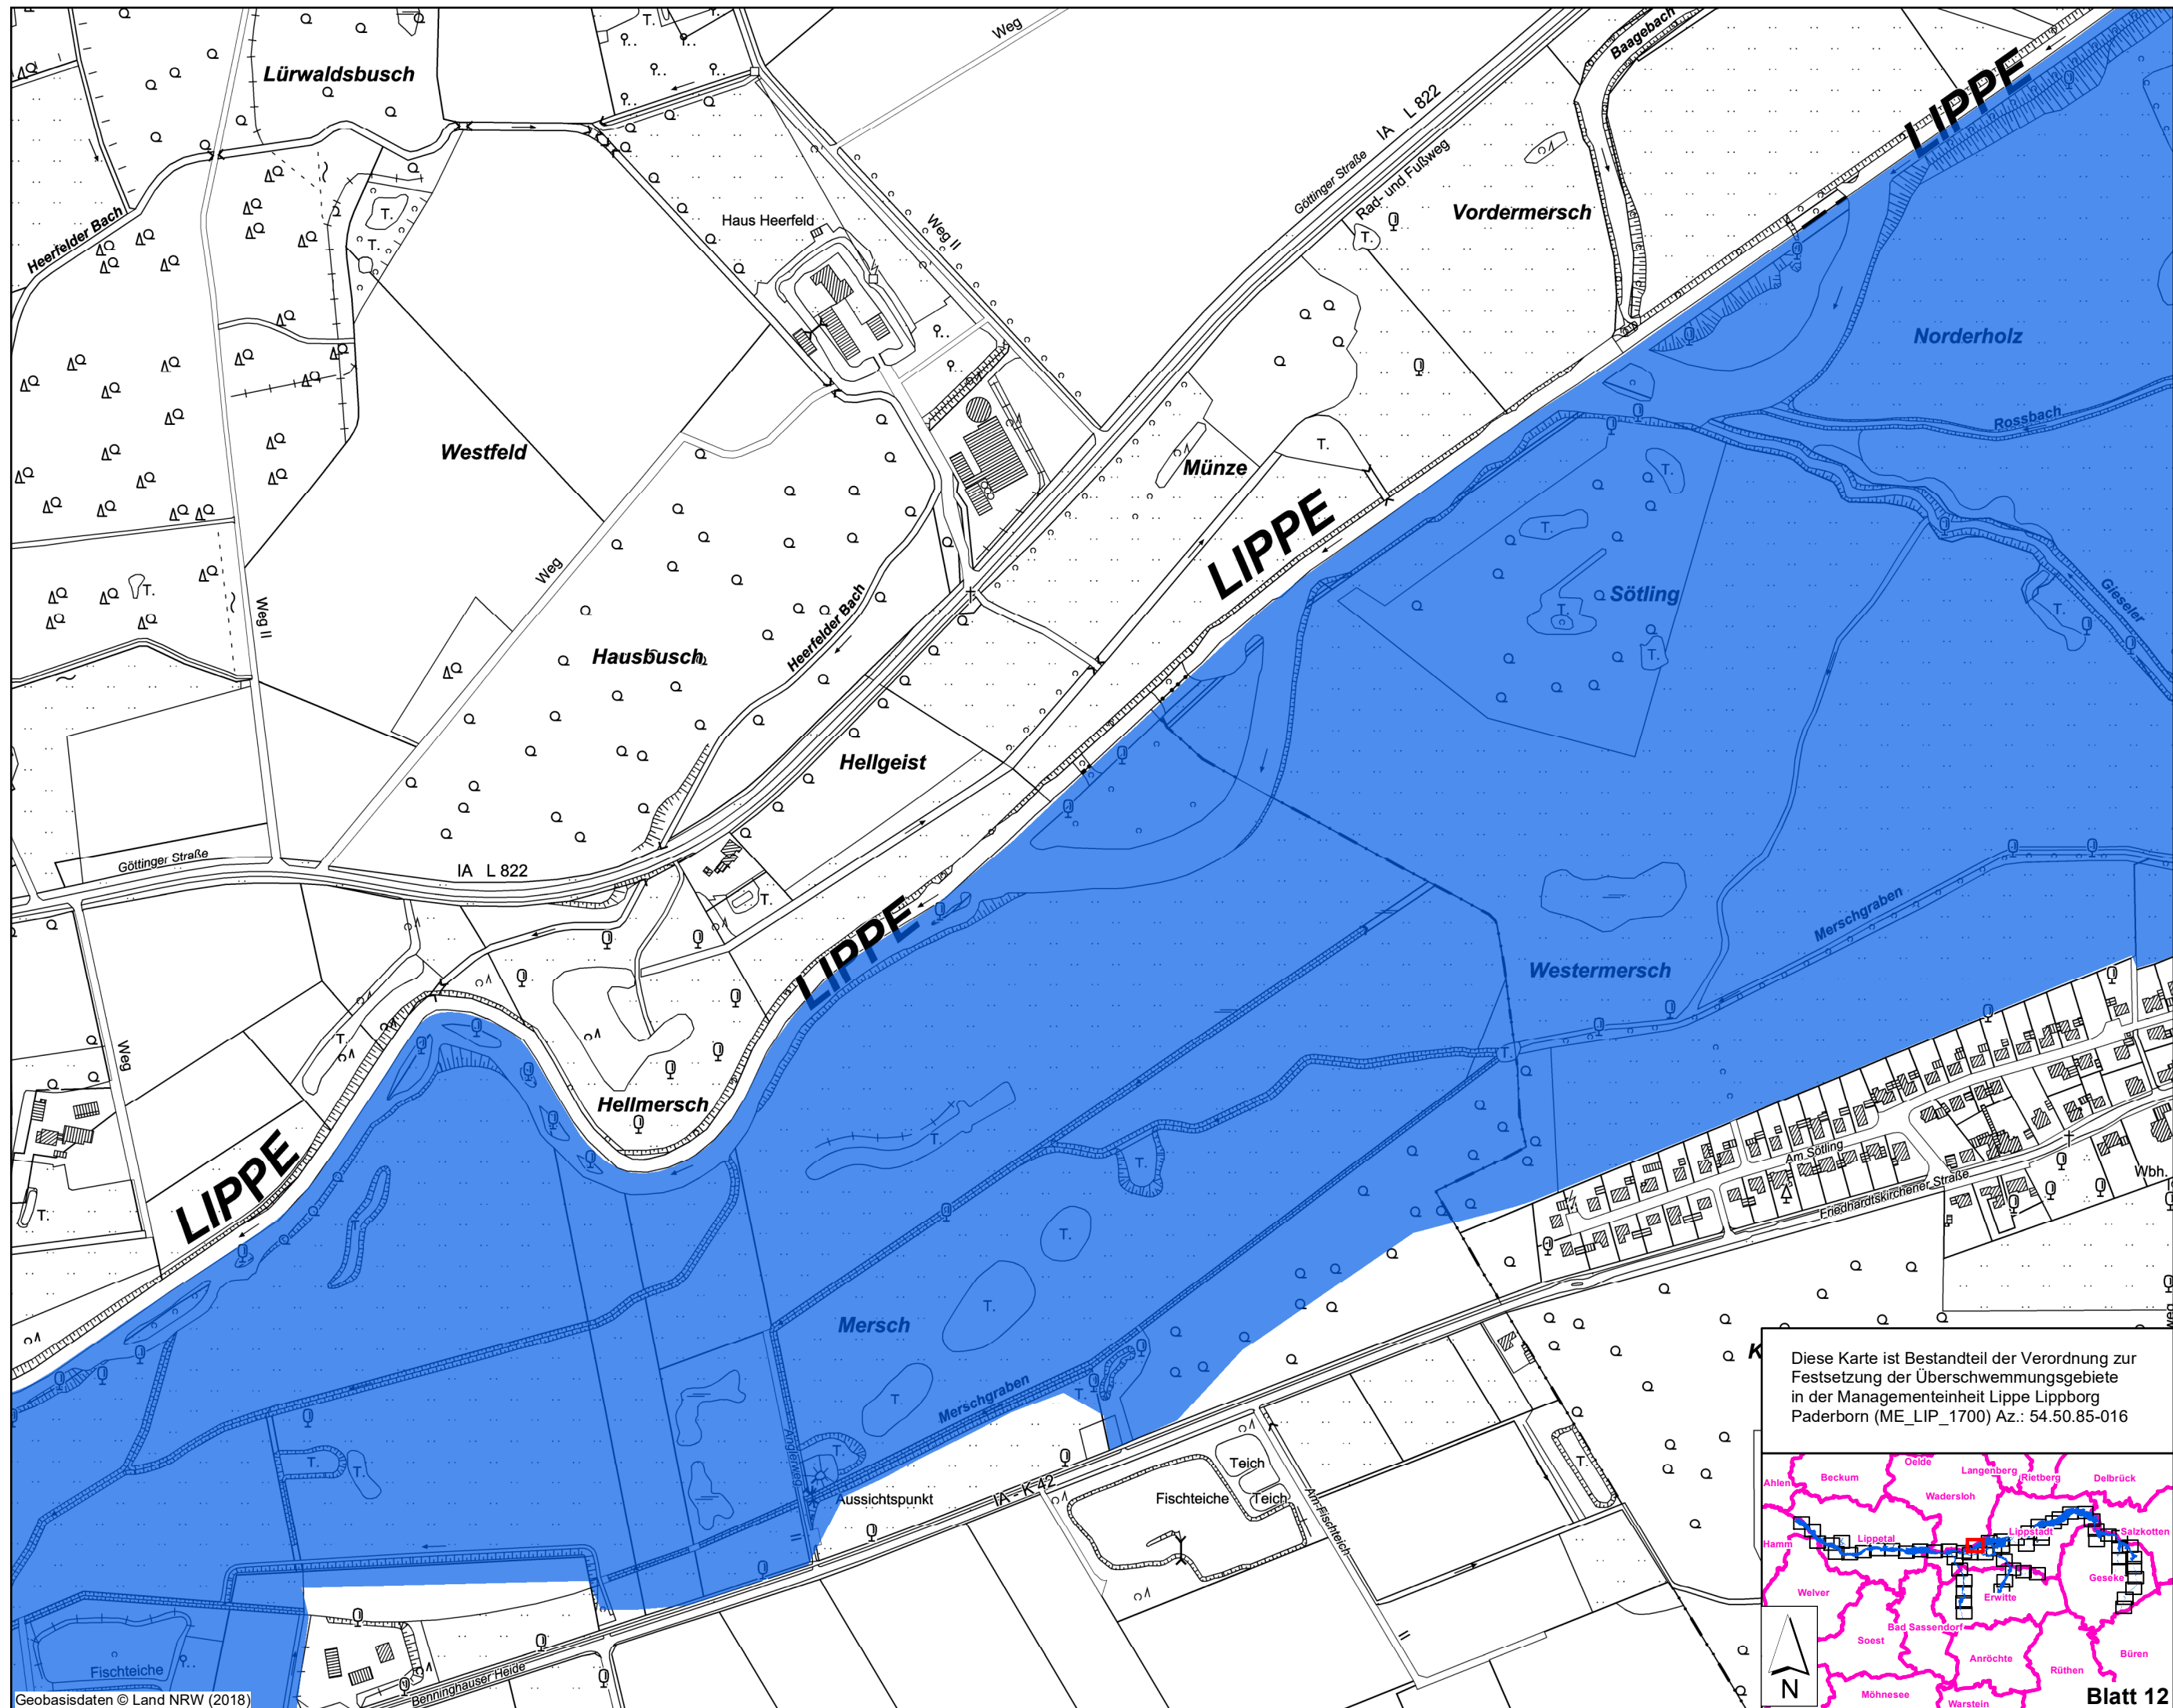 Lürwaldsbusch
Weg
Baagebach
LIPPE
IA L 822
Göttinger Straße
Rad- und Fußweg
Vordermersch
Heerfelder Bach
Haus Heerfeld
Weg II
Norderholz
Rossbach
Westfeld
Münze
LIPPE
Weg
Weg II
Sötling
Gieseler
Hausbusch
Heerfelder Bach
Hellgeist
Göttinger Straße
IA L 822
LIPPE
Merschgraben
Westermersch
Weg
Hellmersch
LIPPE
Am Sötling
Friedhardtskirchener Straße
Wbh.
Mersch
Merschgraben
Anglerweg
Aussichtspunkt
IA - K 42
Teich
Teich
Fischteiche
Am Fischteich
Fischteiche
Benninghauser Heide
K
Diese Karte ist Bestandteil der Verordnung zur
Festsetzung der Überschwemmungsgebiete
in der Managementeinheit Lippe Lippborg
Paderborn (ME_LIP_1700) Az.: 54.50.85-016
Oelde
Ahlen
Beckum
Langenberg
Rietberg
Delbrück
Wadersloh
Lippetal
Lippstadt
Salzkotten
Hamm
Geseke
Welver
Erwitte
Bad Sassendorf
Soest
Anröchte
Rüthen
Büren
Möhnesee
Warstein
N
Blatt 12
Geobasisdaten © Land NRW (2018)